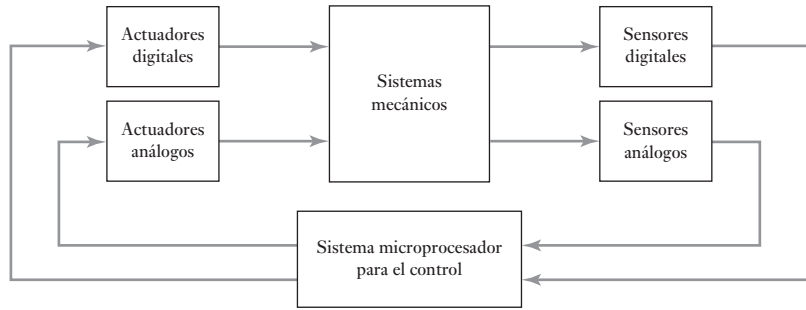 Actuadores
digitales
Sistemas
mecánicos
Sensores
digitales
Actuadores
análogos
Sensores
análogos
Sistema microprocesador
para el control